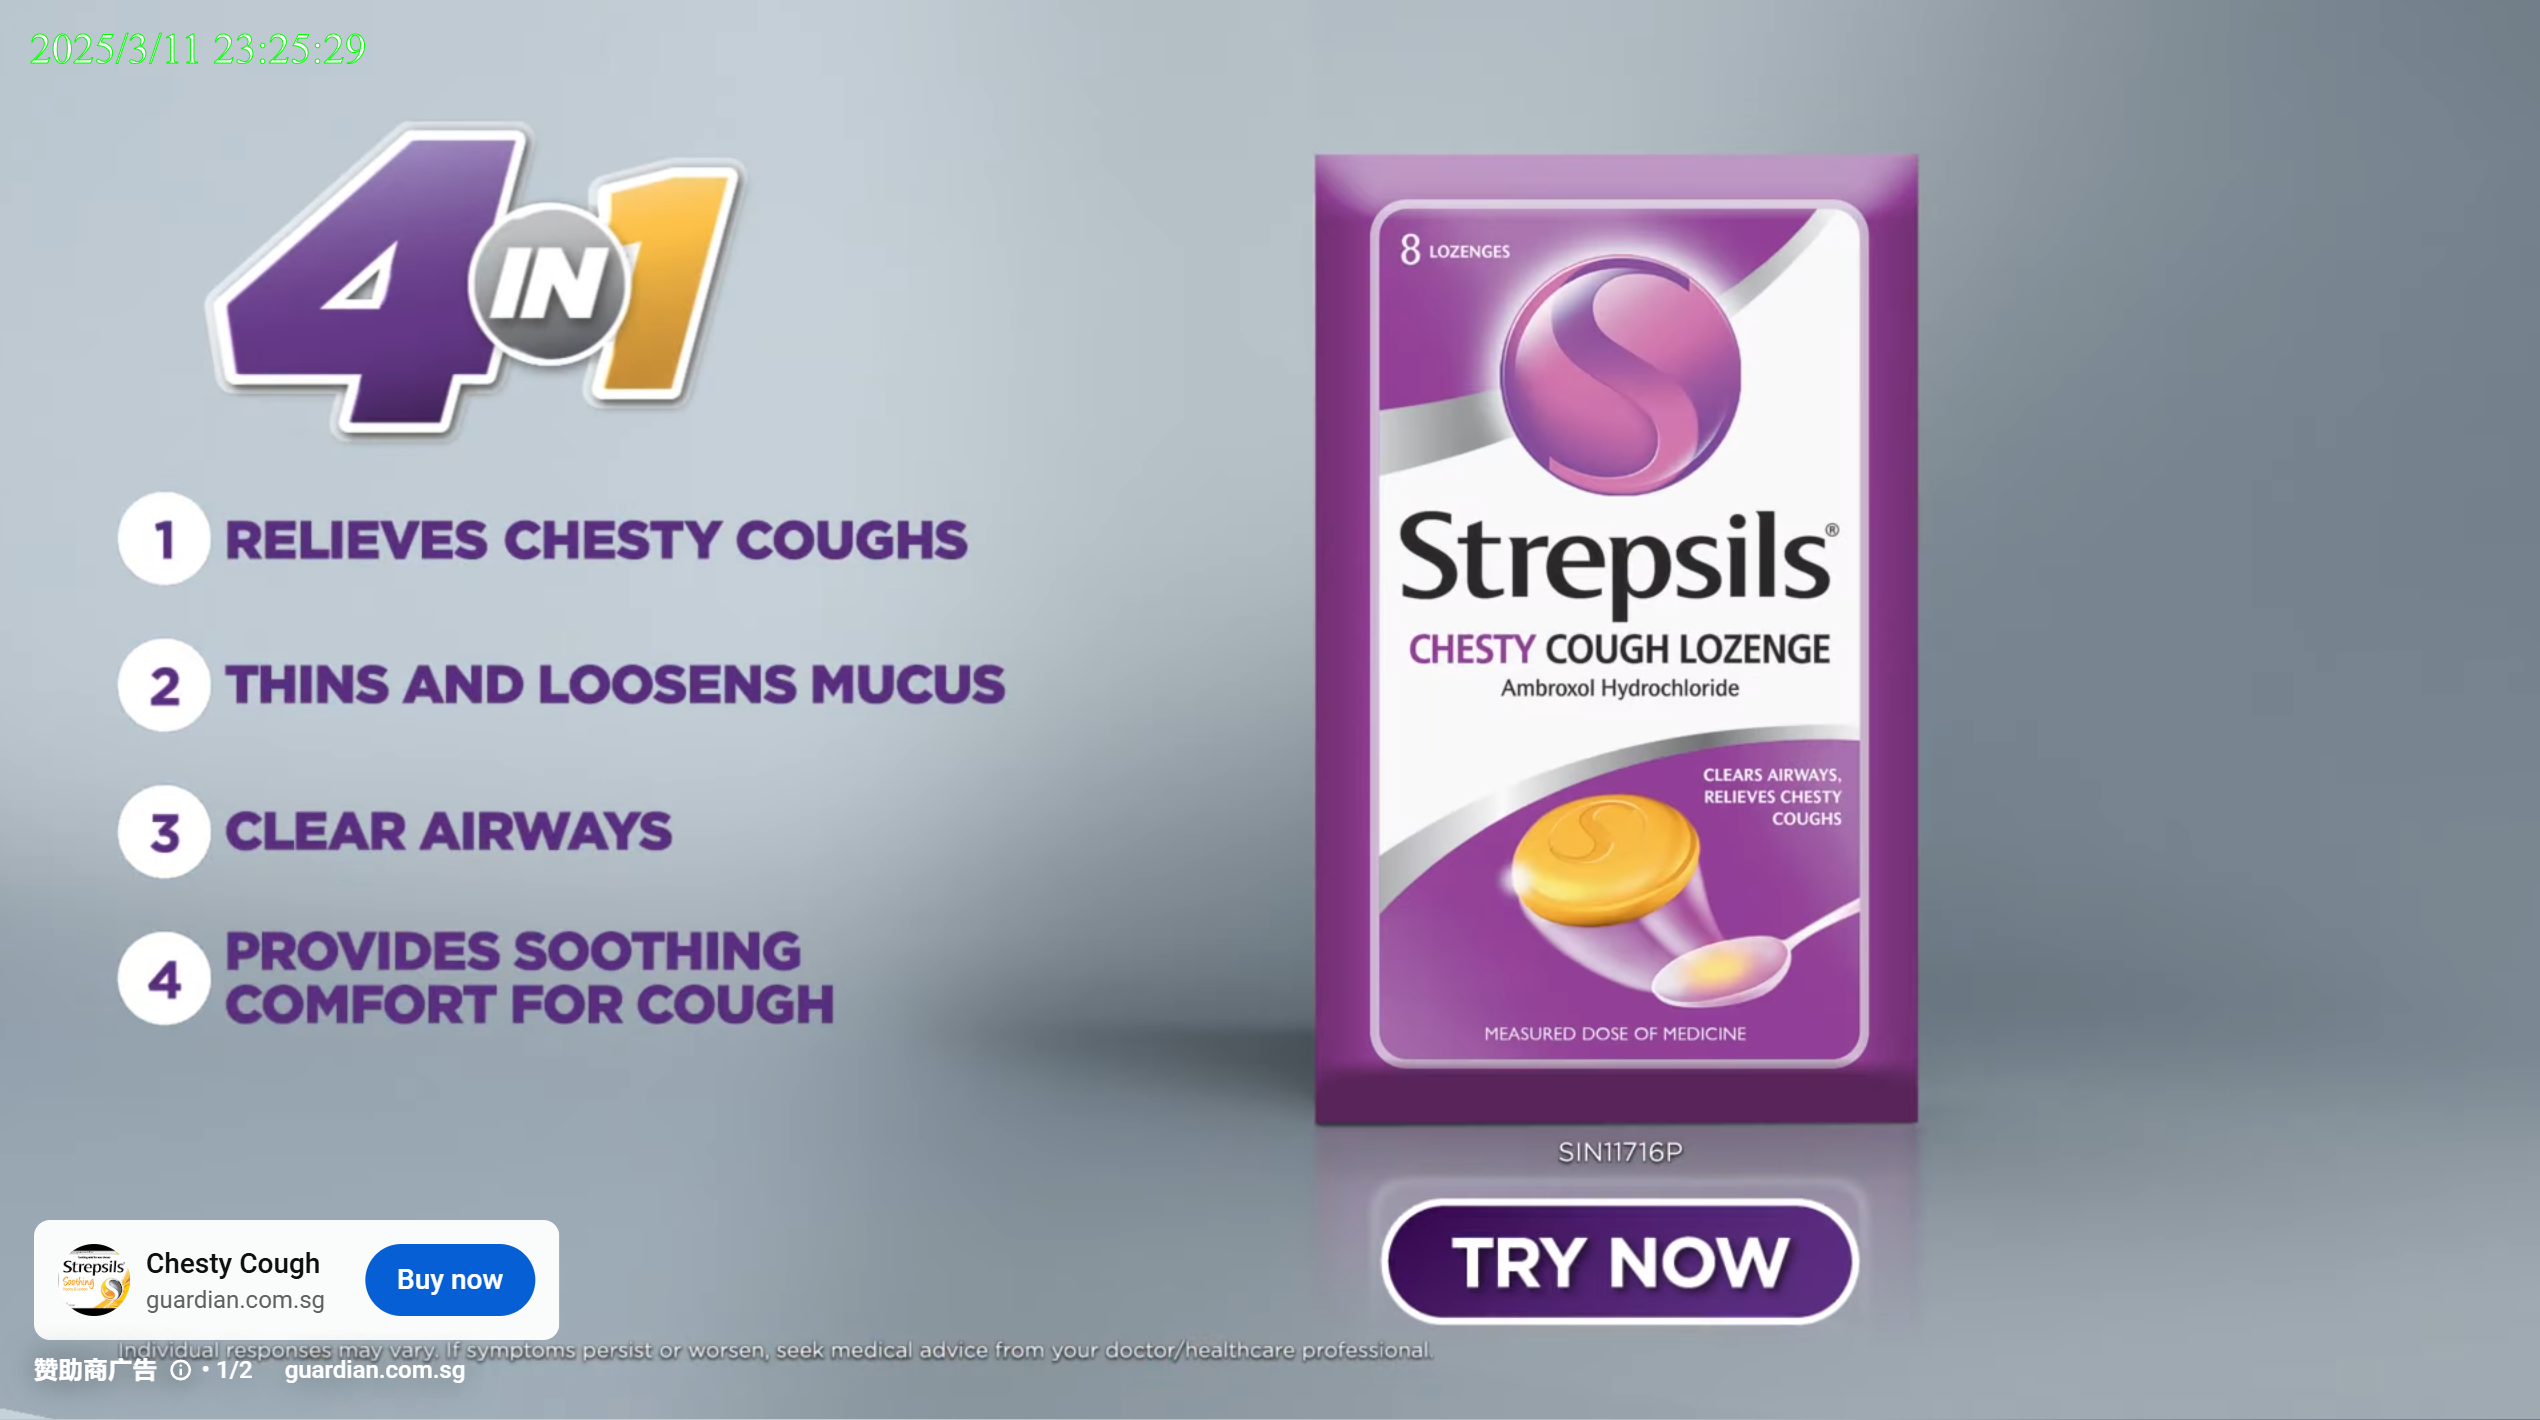 2025/3/11 23:25:29
4 IN 1
1 RELIEVES CHESTY COUGHS
2 THINS AND LOOSENS MUCUS
3 CLEAR AIRWAYS
4 PROVIDES SOOTHING
COMFORT FOR COUGH
8 LOZENGES
Strepsils®
CHESTY COUGH LOZENGE
Ambroxol Hydrochloride
CLEARS AIRWAYS,
RELIEVES CHESTY
COUGHS
MEASURED DOSE OF MEDICINE
SIN11716P
TRY NOW
Strepsils
Soothing
Chesty Cough
guardian.com.sg
Buy now
Individual responses may vary. If symptoms persist or worsen, seek medical advice from your doctor/healthcare professional.
赞助商广告 • 1/2 guardian.com.sg